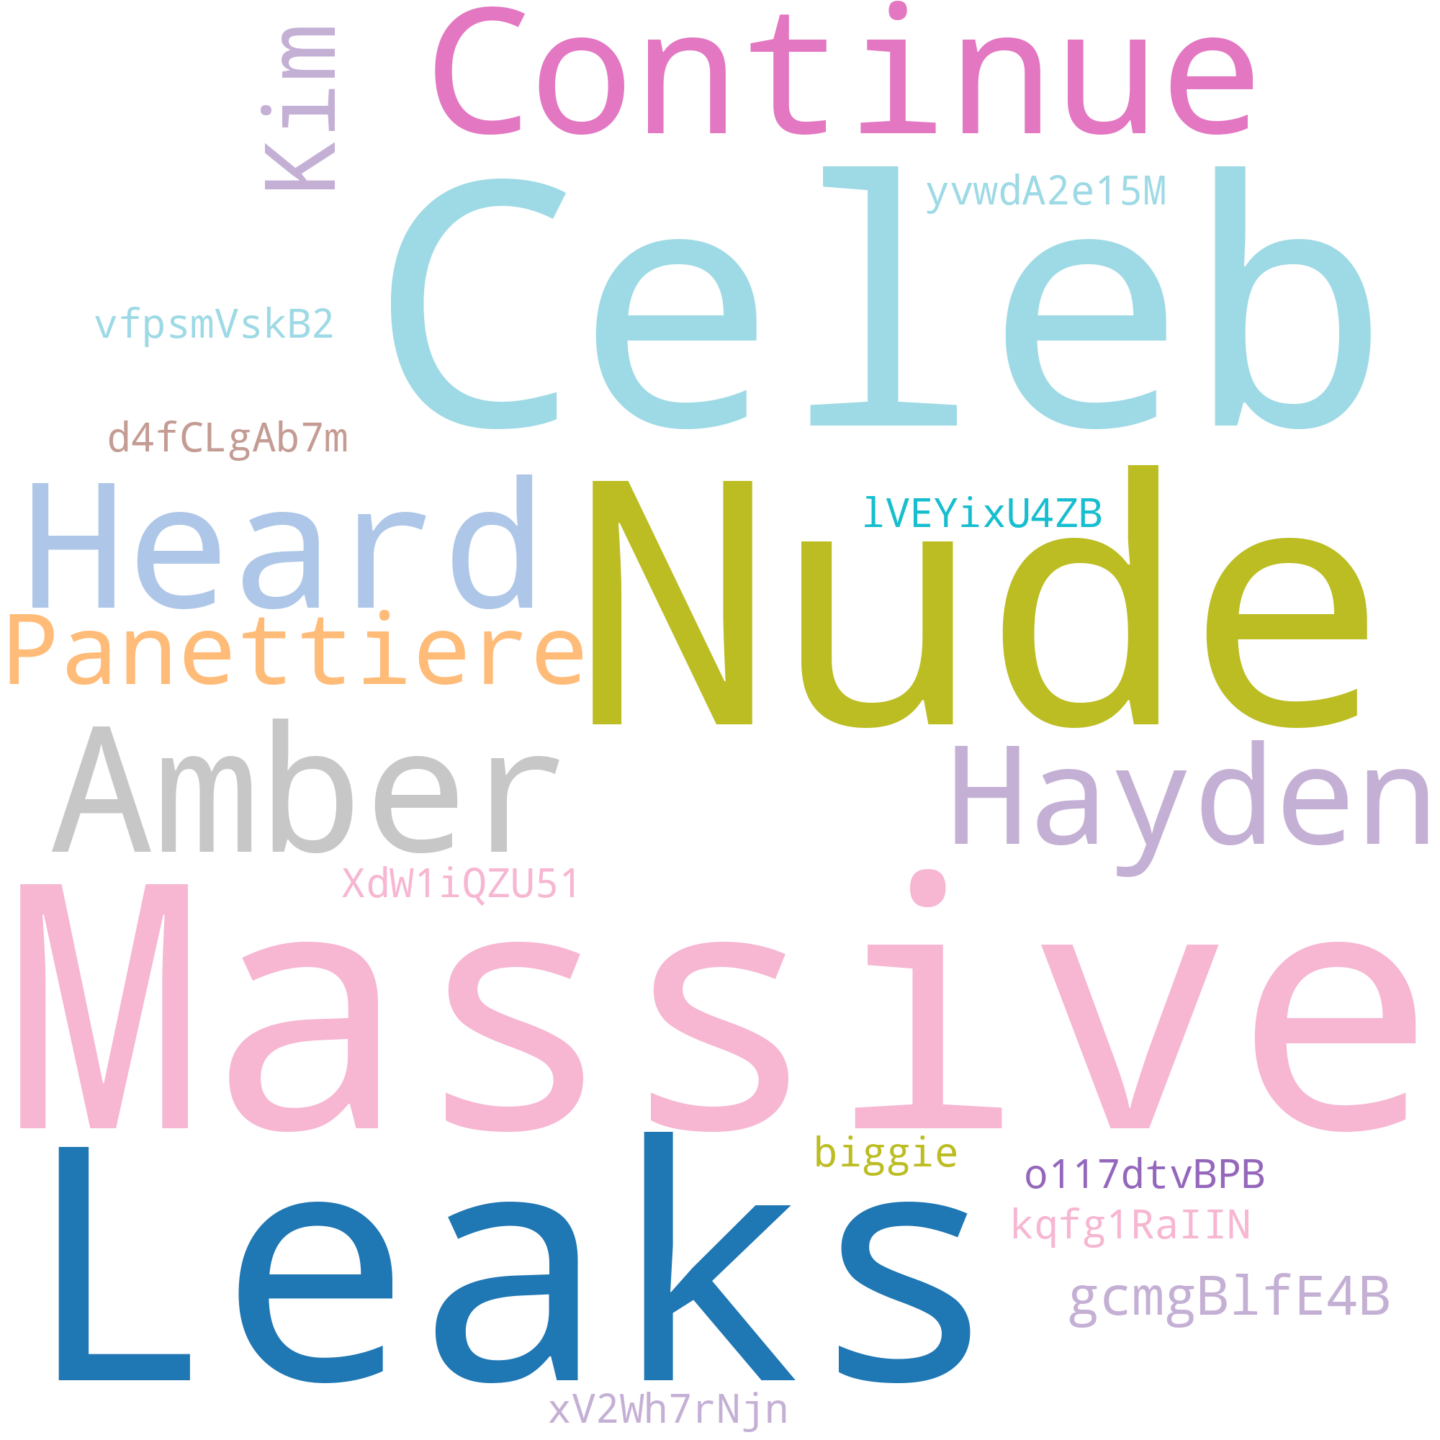 Kim
Continue
Celeb
yvwdA2e15M
vfpsmVskB2
d4fCLgAb7m
Heard
Nude
lVEYixU4ZB
Panettiere
Amber
Hayden
XdW1iQZU51
Massive
Leaks
biggie
o117dtvBPB
kqfg1RaIIN
gcmgBlfE4B
xV2Wh7rNjn